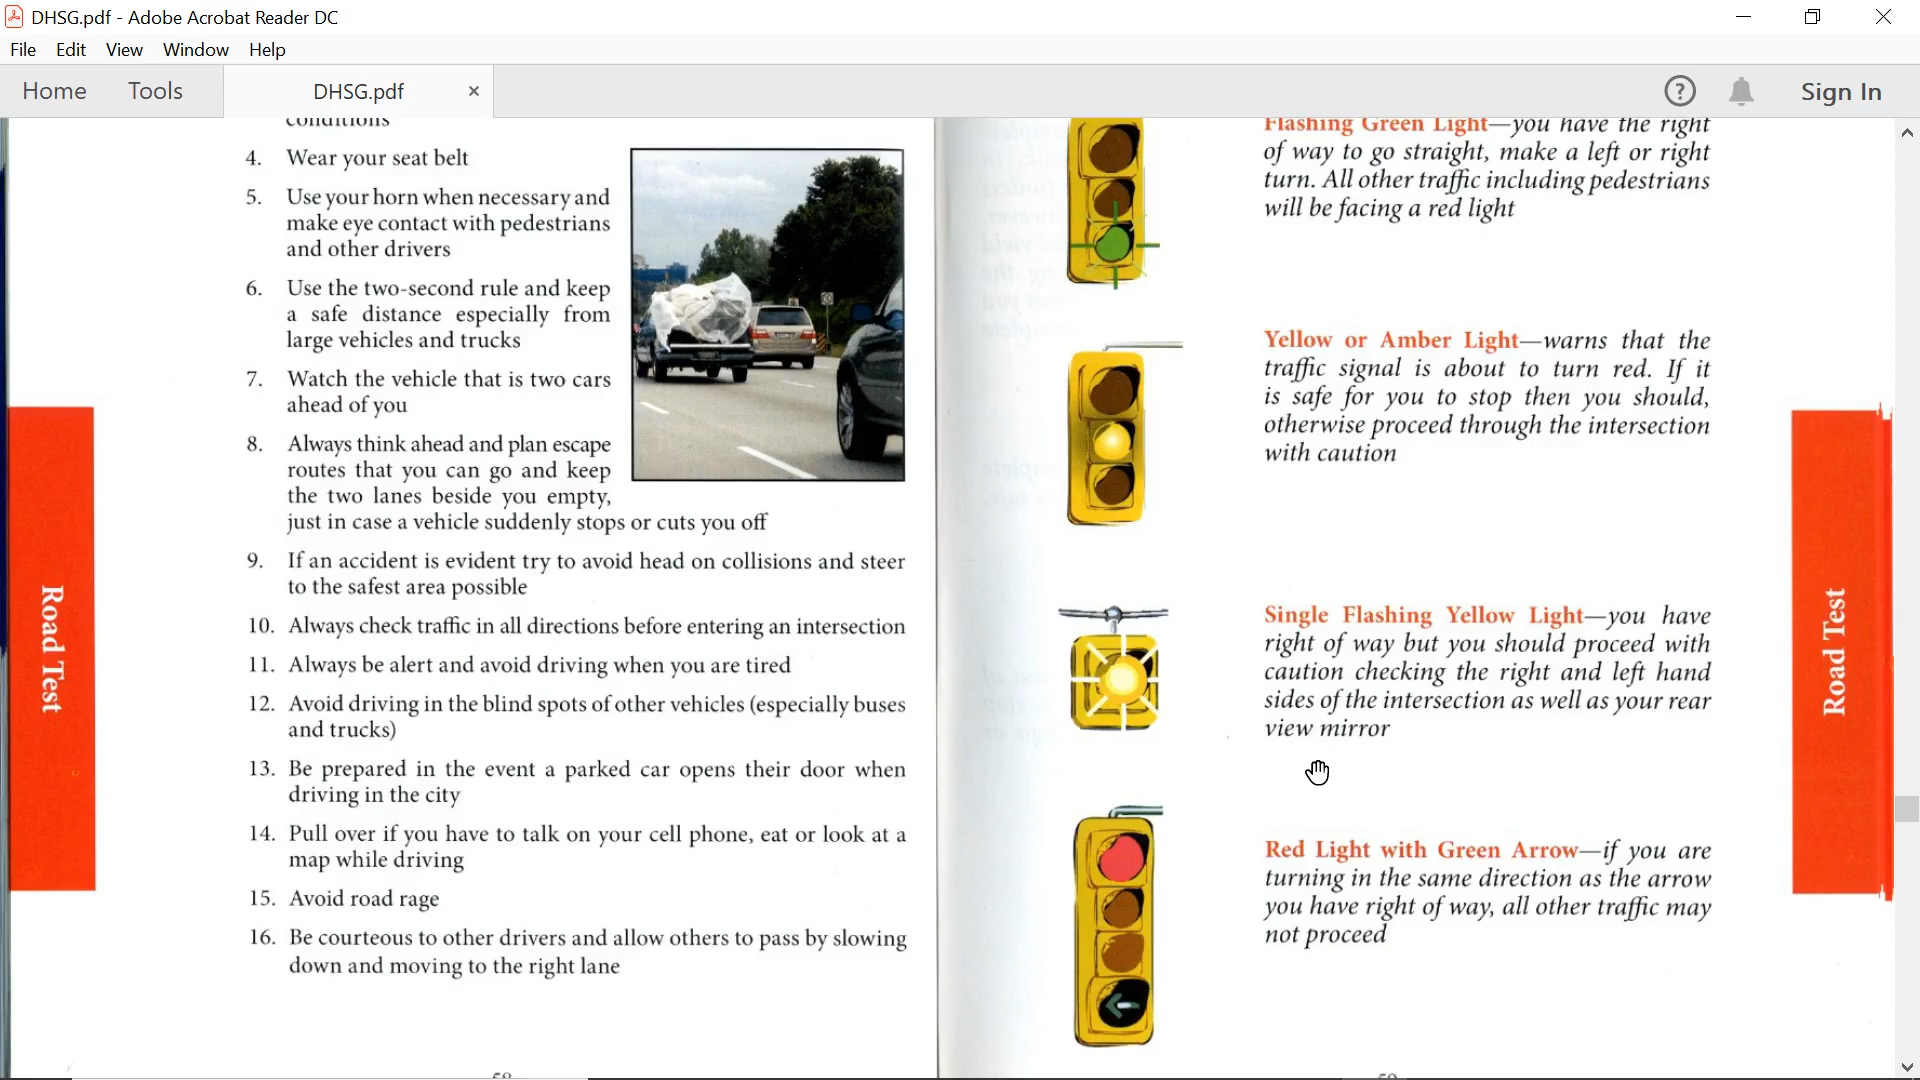 DHSG.pdf - Adobe Acrobat Reader DC
File Edit View Window Help
Home Tools DHSG.pdf × ? Sign In
conditions
4. Wear your seat belt
5. Use your horn when necessary and
make eye contact with pedestrians
and other drivers
6. Use the two-second rule and keep
a safe distance especially from
large vehicles and trucks
7. Watch the vehicle that is two cars
ahead of you
8. Always think ahead and plan escape
routes that you can go and keep
the two lanes beside you empty,
just in case a vehicle suddenly stops or cuts you off
9. If an accident is evident try to avoid head on collisions and steer
to the safest area possible
10. Always check traffic in all directions before entering an intersection
11. Always be alert and avoid driving when you are tired
12. Avoid driving in the blind spots of other vehicles (especially buses
and trucks)
13. Be prepared in the event a parked car opens their door when
driving in the city
14. Pull over if you have to talk on your cell phone, eat or look at a
map while driving
15. Avoid road rage
16. Be courteous to other drivers and allow others to pass by slowing
down and moving to the right lane
Road Test
Flashing Green Light—you have the right
of way to go straight, make a left or right
turn. All other traffic including pedestrians
will be facing a red light
Yellow or Amber Light—warns that the
traffic signal is about to turn red. If it
is safe for you to stop then you should,
otherwise proceed through the intersection
with caution
Single Flashing Yellow Light—you have
right of way but you should proceed with
caution checking the right and left hand
sides of the intersection as well as your rear
view mirror
Red Light with Green Arrow—if you are
turning in the same direction as the arrow
you have right of way, all other traffic may
not proceed
Road Test